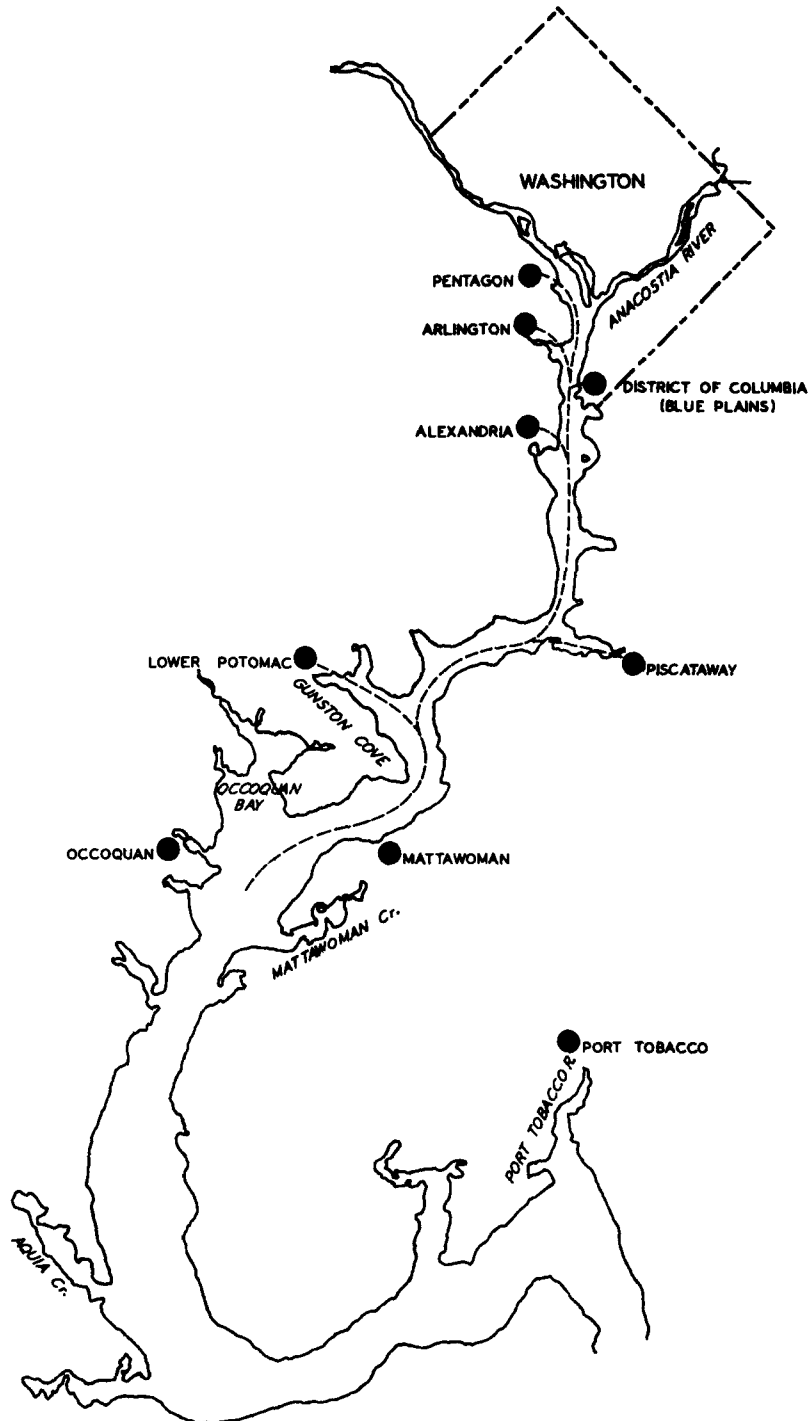 WASHINGTON
ANACOSTIA RIVER
PENTAGON
ARLINGTON
DISTRICT OF COLUMBIA
(BLUE PLAINS)
ALEXANDRIA
LOWER POTOMAC
PISCATAWAY
GUNSTON COVE
OCCOQUAN
BAY
OCCOQUAN
MATTAWOMAN
MATTAWOMAN Cr.
PORT TOBACCO
PORT TOBACCO R.
AQUIA Cr.